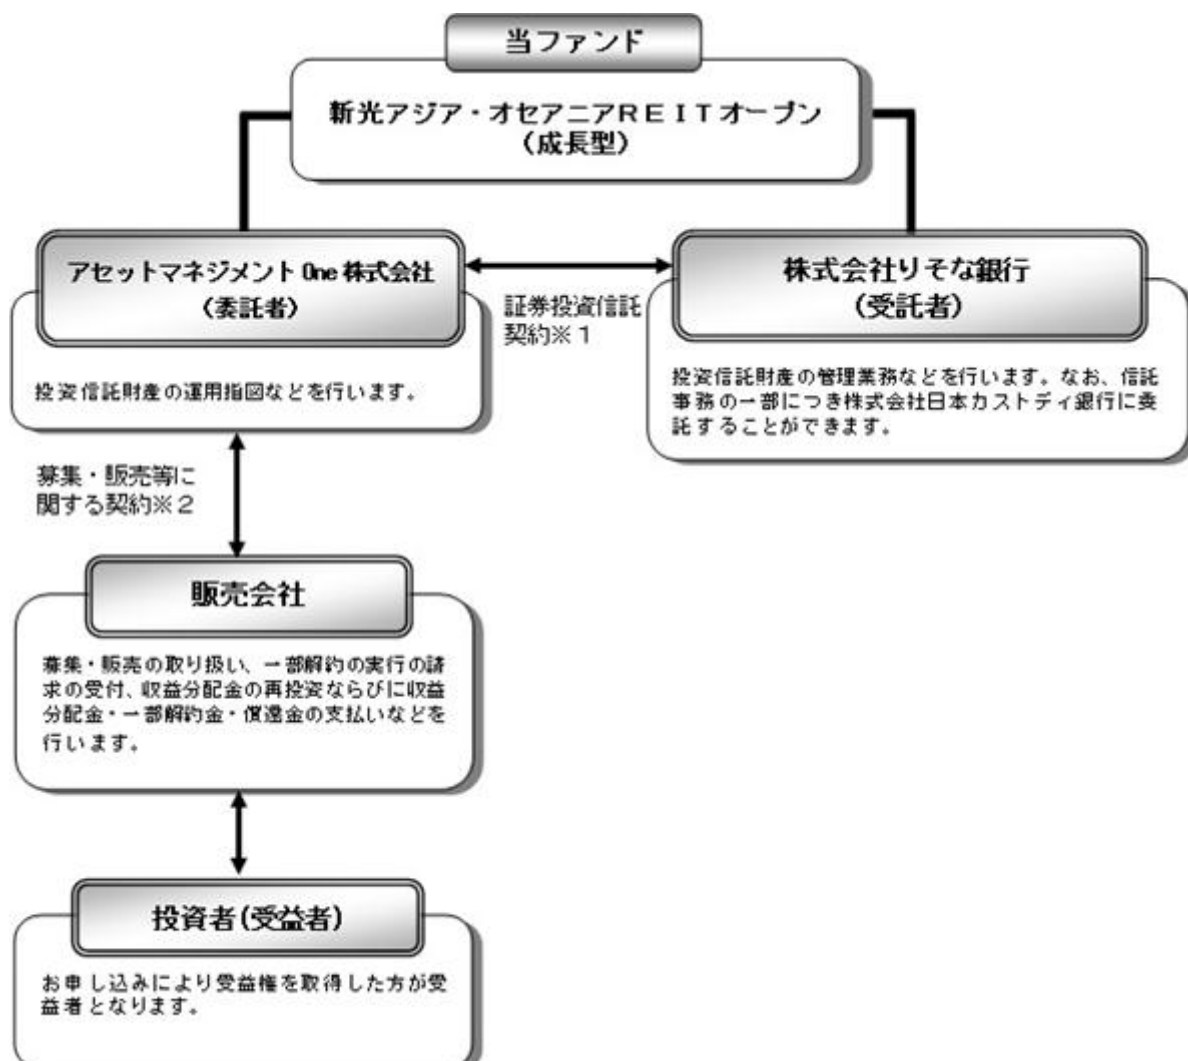 当ファンド
新光アジア・オセアニアＲＥＩＴオープン
（成長型）
アセットマネジメント One 株式会社
（委託者）
投資信託財産の運用指図などを行います。
証券投資信託
契約※１
株式会社りそな銀行
（受託者）
投資信託財産の管理業務などを行います。なお、信託
事務の一部につき株式会社日本カストディ銀行に委
託することができます。
募集・販売等に
関する契約※２
販売会社
募集・販売の取り扱い、一部解約の実行の請
求の受付、収益分配金の再投資ならびに収益
分配金・一部解約金・償還金の支払いなどを
行います。
投資者(受益者)
お申し込みにより受益権を取得した方が受
益者となります。